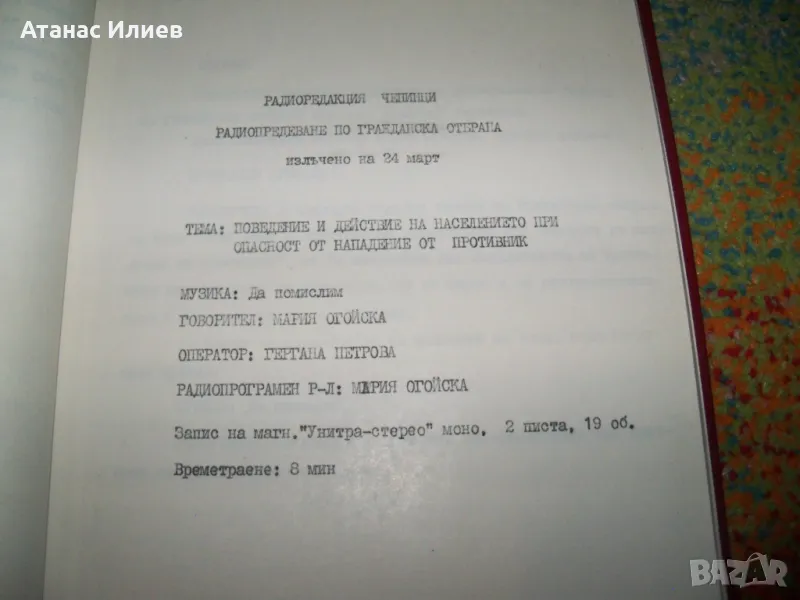 Атанас Илиев
РАДИОРЕДАКЦИЯ ЧЕПИНЦИ
РАДИОПРЕДЕВАНЕ ПО ГРАЖДАНСКА ОТБРАНА
излъчено на 24 март
ТЕМА: ПОВЕДЕНИЕ И ДЕЙСТВИЕ НА НАСЕЛЕНИЕТО ПРИ
ОПАСНОСТ ОТ НАПАДЕНИЕ ОТ ПРОТИВНИК
МУЗИКА: Да помислим
ГОВОРИТЕЛ: МАРИЯ ОГОЙСКА
ОПЕРАТОР: ГЕРГАНА ПЕТРОВА
РАДИОПРОГРАМЕН Р-Л: МАРИЯ ОГОЙСКА
Запис на магн."Унитра-стерео" моно, 2 писта, 19 об.
Времетраене: 8 мин
BAZAR